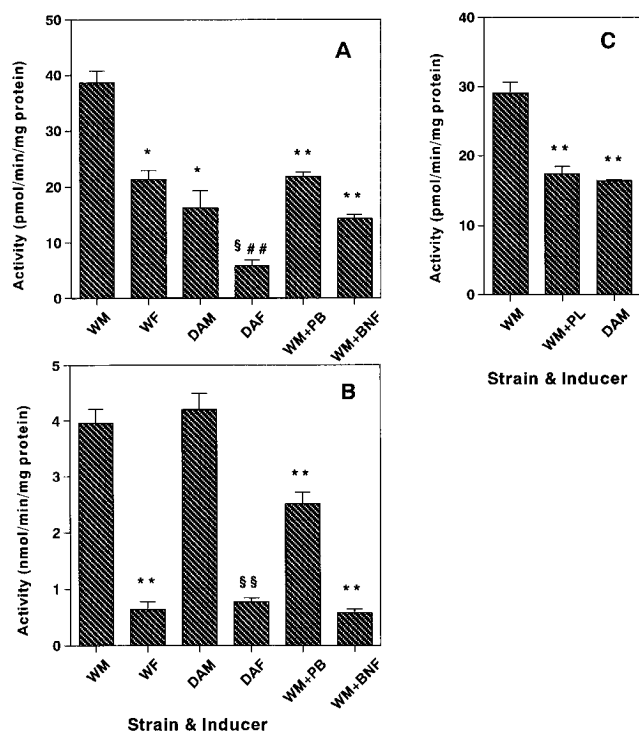 A
Activity (pmol/min/mg protein)
50
40
30
20
10
0
*
*
§ ##
**
**
WM
WF
DAM
DAF
WM+PB
WM+BNF
B
Activity (nmol/min/mg protein)
5
4
3
2
1
0
**
§§
**
**
WM
WF
DAM
DAF
WM+PB
WM+BNF
Strain & Inducer
C
Activity (pmol/min/mg protein)
40
30
20
10
0
**
**
WM
WM+PL
DAM
Strain & Inducer